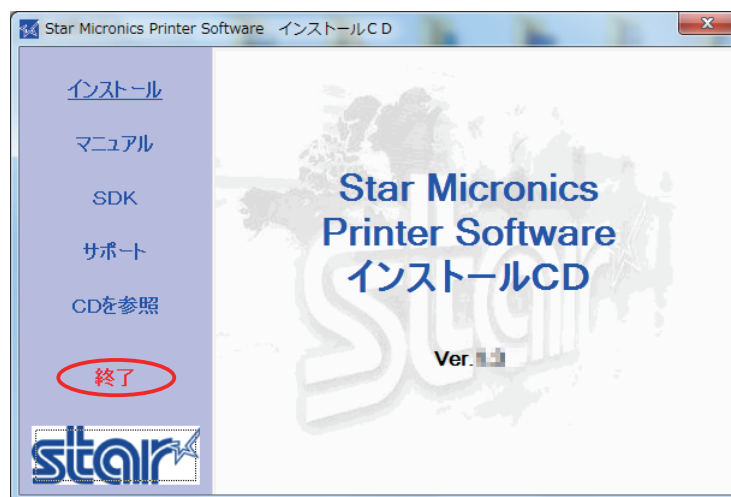 Star Micronics Printer Software インストールCD
インストール
マニュアル
SDK
サポート
CDを参照
終了
star
Star Micronics
Printer Software
インストールCD
Ver.